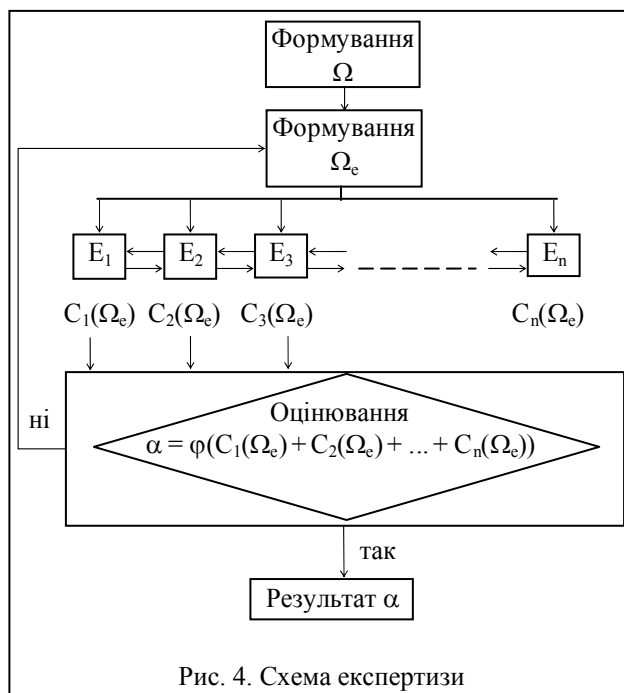 Формування
Ω
Формування
Ωₑ
E₁ E₂ E₃ Eₙ
C₁(Ωₑ) C₂(Ωₑ) C₃(Ωₑ) Cₙ(Ωₑ)
ні
Оцінювання
α = φ(C₁(Ωₑ) + C₂(Ωₑ) + ... + Cₙ(Ωₑ))
так
Результат α
Рис. 4. Схема експертизи